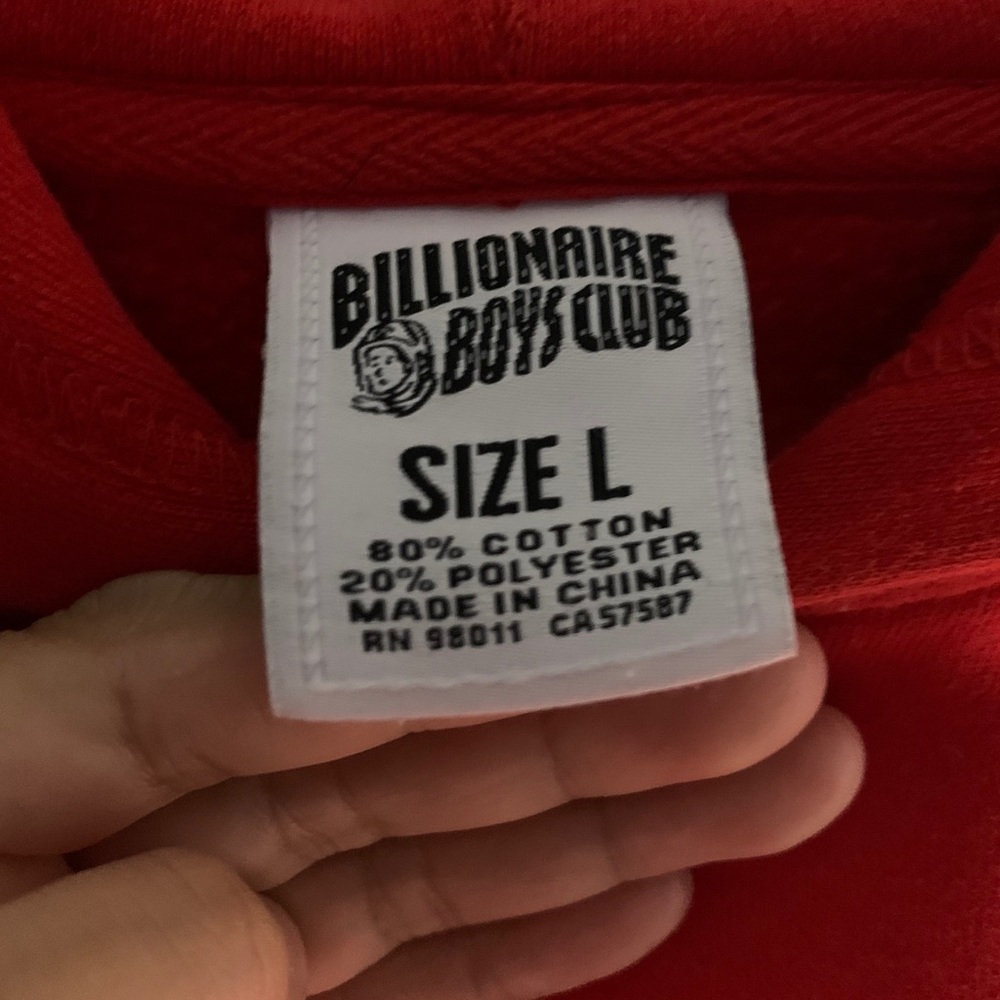 BILLIONAIRE
BOYS CLUB
SIZE L
80% COTTON
20% POLYESTER
MADE IN CHINA
RN 98011 CA57587